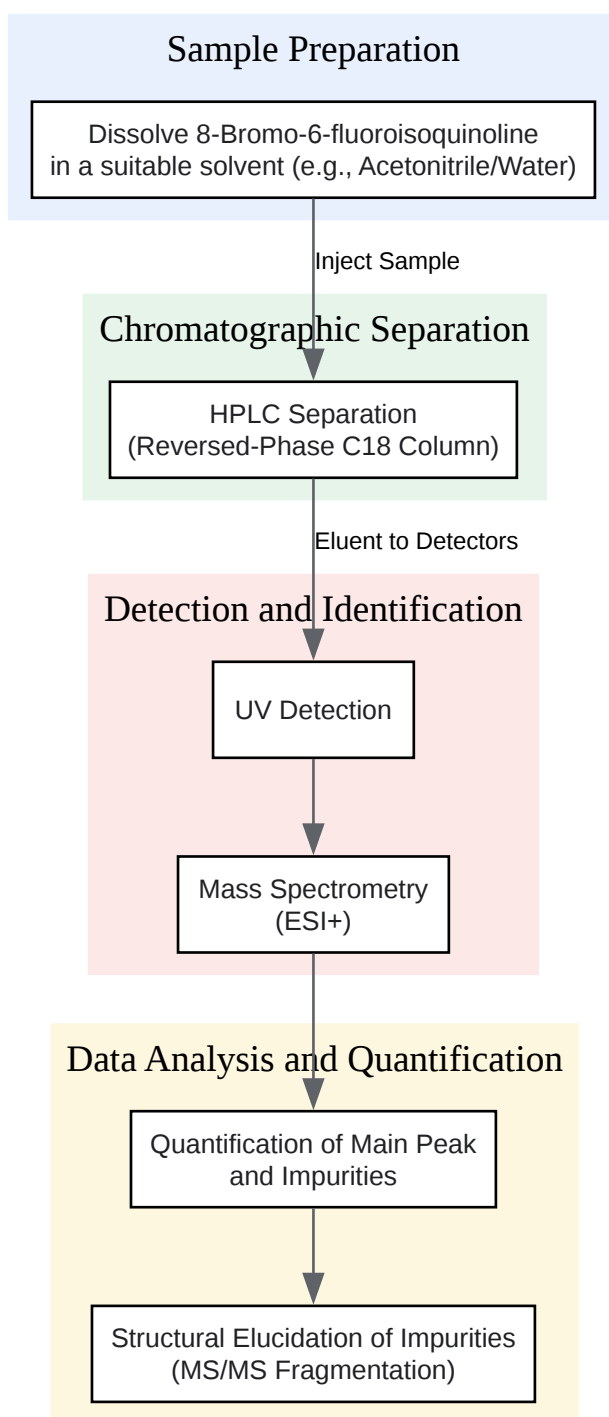 Sample Preparation
Dissolve 8-Bromo-6-fluoroisoquinoline
in a suitable solvent (e.g., Acetonitrile/Water)
Inject Sample
Chromatographic Separation
HPLC Separation
(Reversed-Phase C18 Column)
Eluent to Detectors
Detection and Identification
UV Detection
Mass Spectrometry
(ESI+)
Data Analysis and Quantification
Quantification of Main Peak
and Impurities
Structural Elucidation of Impurities
(MS/MS Fragmentation)